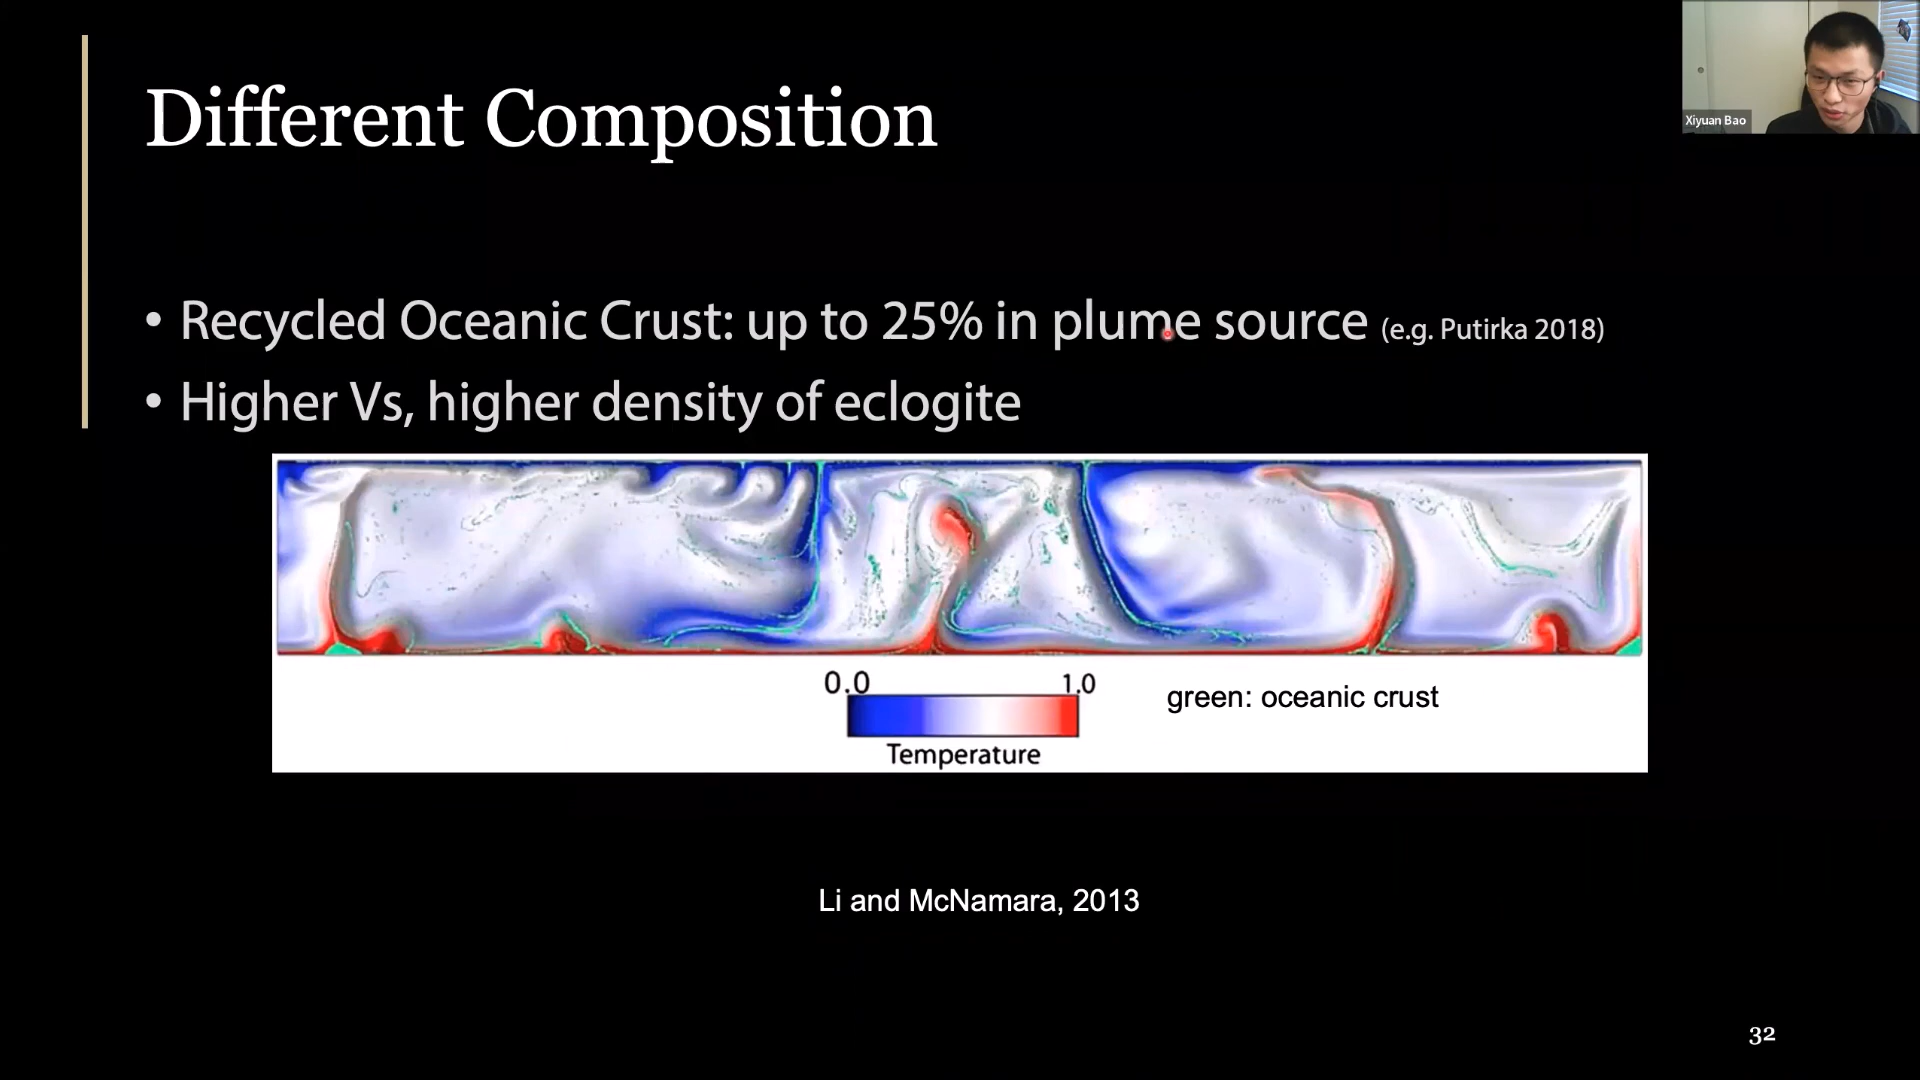 Xiyuan Bao
Different Composition
• Recycled Oceanic Crust: up to 25% in plume source (e.g. Putirka 2018)
• Higher Vs, higher density of eclogite
0.0 1.0
Temperature
green: oceanic crust
Li and McNamara, 2013
32